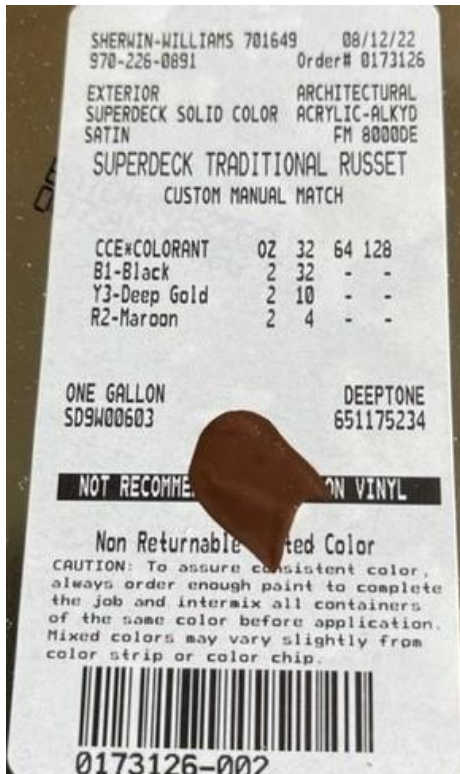 SHERWIN-WILLIAMS 701649 08/12/22
970-226-0891 Order# 0173126
EXTERIOR ARCHITECTURAL
SUPERDECK SOLID COLOR ACRYLIC-ALKYD
SATIN FM 8000DE
SUPERDECK TRADITIONAL RUSSET
CUSTOM MANUAL MATCH
CCE*COLORANT OZ 32 64 128
B1-Black 2 32 - -
Y3-Deep Gold 2 10 - -
R2-Maroon 2 4 - -
ONE GALLON DEEPTONE
SD9W00603 651175234
NOT RECOMME ON VINYL
Non Returnable ted Color
CAUTION: To assure consistent color,
always order enough paint to complete
the job and intermix all containers
of the same color before application.
Mixed colors may vary slightly from
color strip or color chip.
0173126-002